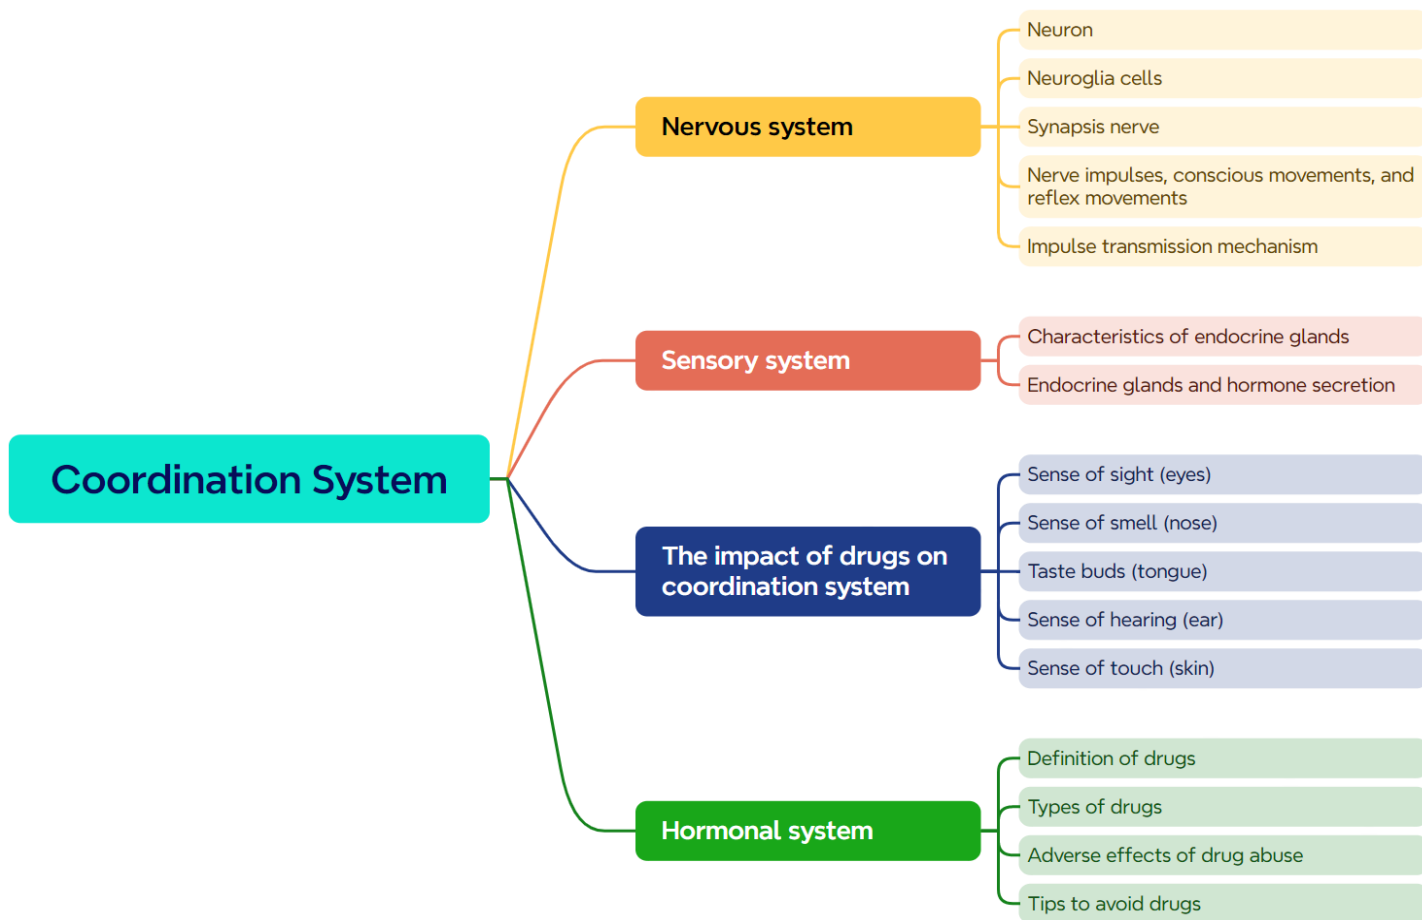 Coordination System
Nervous system
Neuron
Neuroglia cells
Synapsis nerve
Nerve impulses, conscious movements, and
reflex movements
Impulse transmission mechanism
Sensory system
Characteristics of endocrine glands
Endocrine glands and hormone secretion
The impact of drugs on
coordination system
Sense of sight (eyes)
Sense of smell (nose)
Taste buds (tongue)
Sense of hearing (ear)
Sense of touch (skin)
Hormonal system
Definition of drugs
Types of drugs
Adverse effects of drug abuse
Tips to avoid drugs